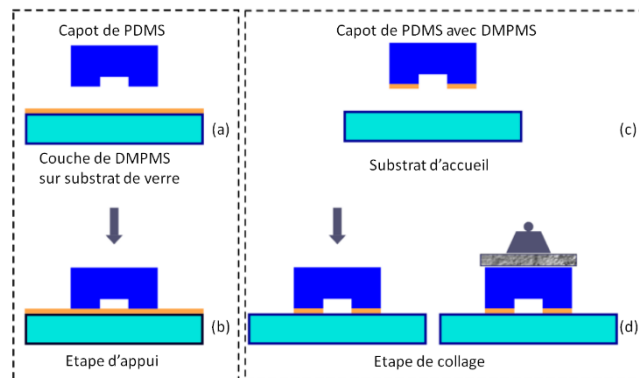 Capot de PDMS
(a)
Couche de DMPMS
sur substrat de verre
(b)
Etape d'appui
Capot de PDMS avec DMPMS
(c)
Substrat d'accueil
(d)
Etape de collage